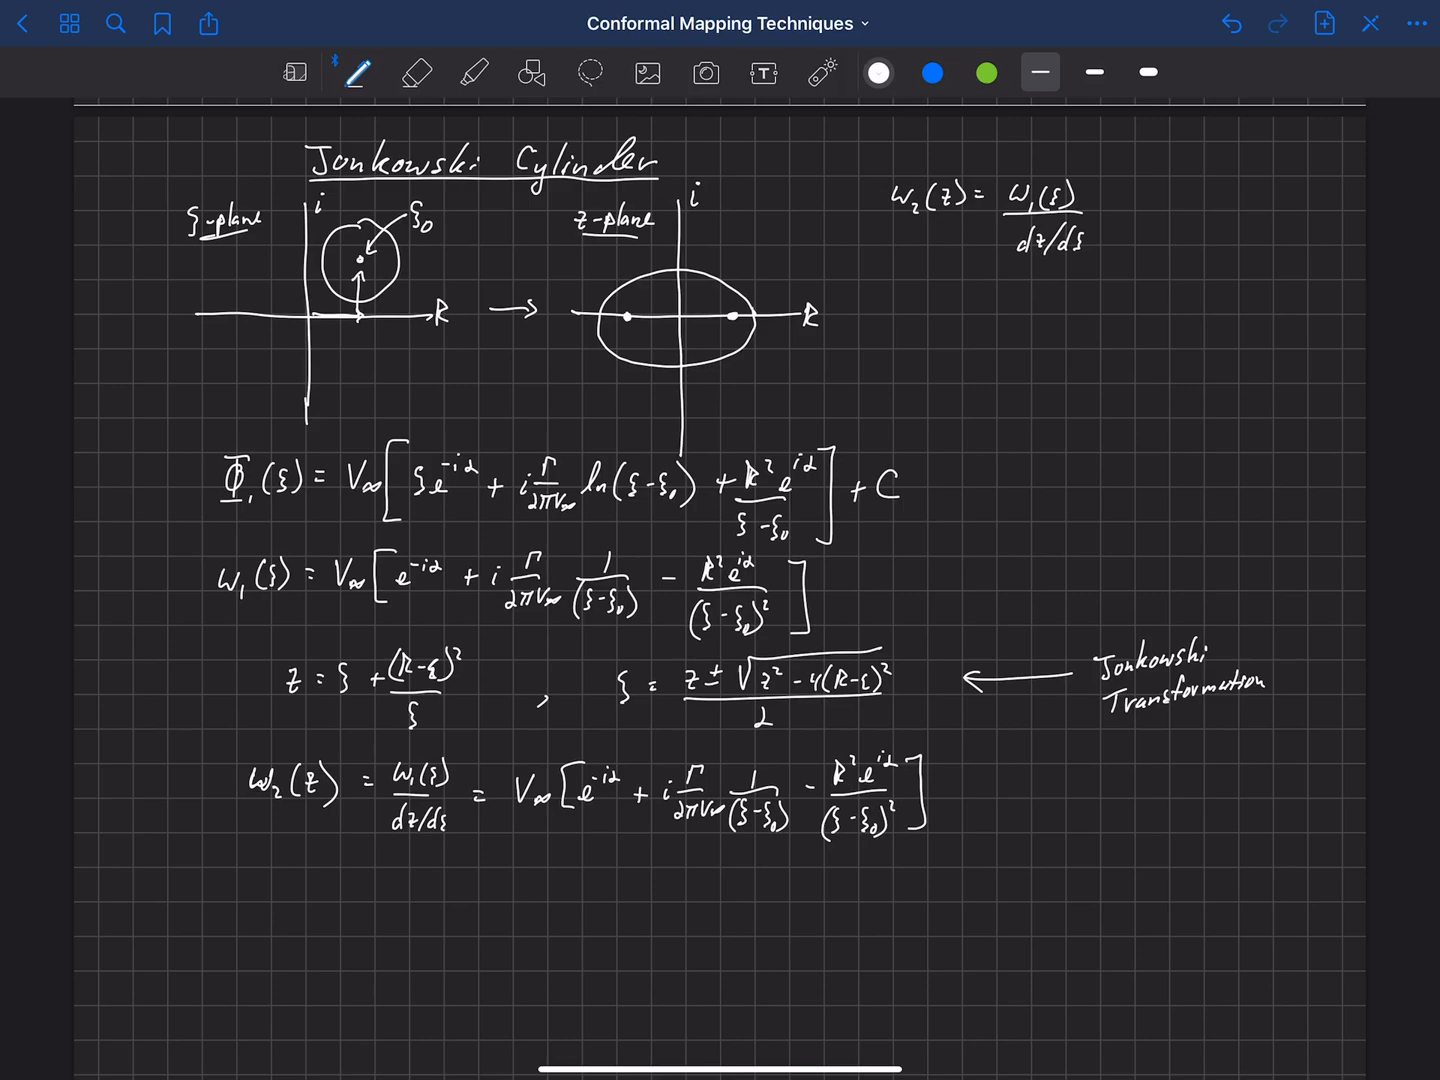 Conformal Mapping Techniques
Joukowski Cylinder
ξ-plane
i
ξ₀
R
z-plane
i
R
w₂(z) = w₁(ξ) / dz/dξ
Φ₁(ξ) = V∞ [ ξe^{-iα} + i Γ/2πV∞ ln(ξ-ξ₀) + R²e^{iα} / ξ-ξ₀ ] + C
w₁(ξ) = V∞ [ e^{-iα} + i Γ/2πV∞ 1/(ξ-ξ₀) - R²e^{iα} / (ξ-ξ₀)² ]
z = ξ + (R-ε)² / ξ , ξ = z ± √(z² - 4(R-ε)²) / 2
Joukowski
Transformation
w₂(z) = w₁(ξ) / dz/dξ = V∞ [ e^{-iα} + i Γ/2πV∞ 1/(ξ-ξ₀) - R²e^{iα} / (ξ-ξ₀)² ]